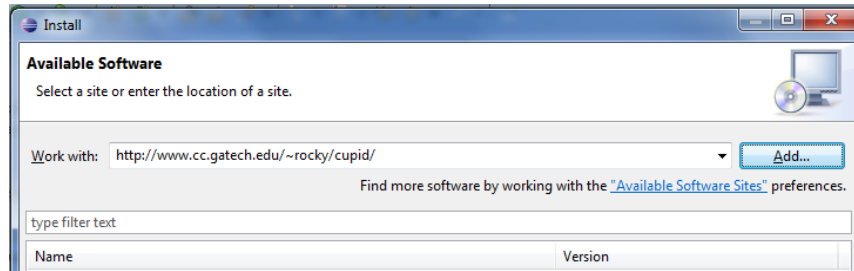 Install
Available Software
Select a site or enter the location of a site.
Work with: http://www.cc.gatech.edu/~rocky/cupid/ Add...
Find more software by working with the "Available Software Sites" preferences.
type filter text
Name Version